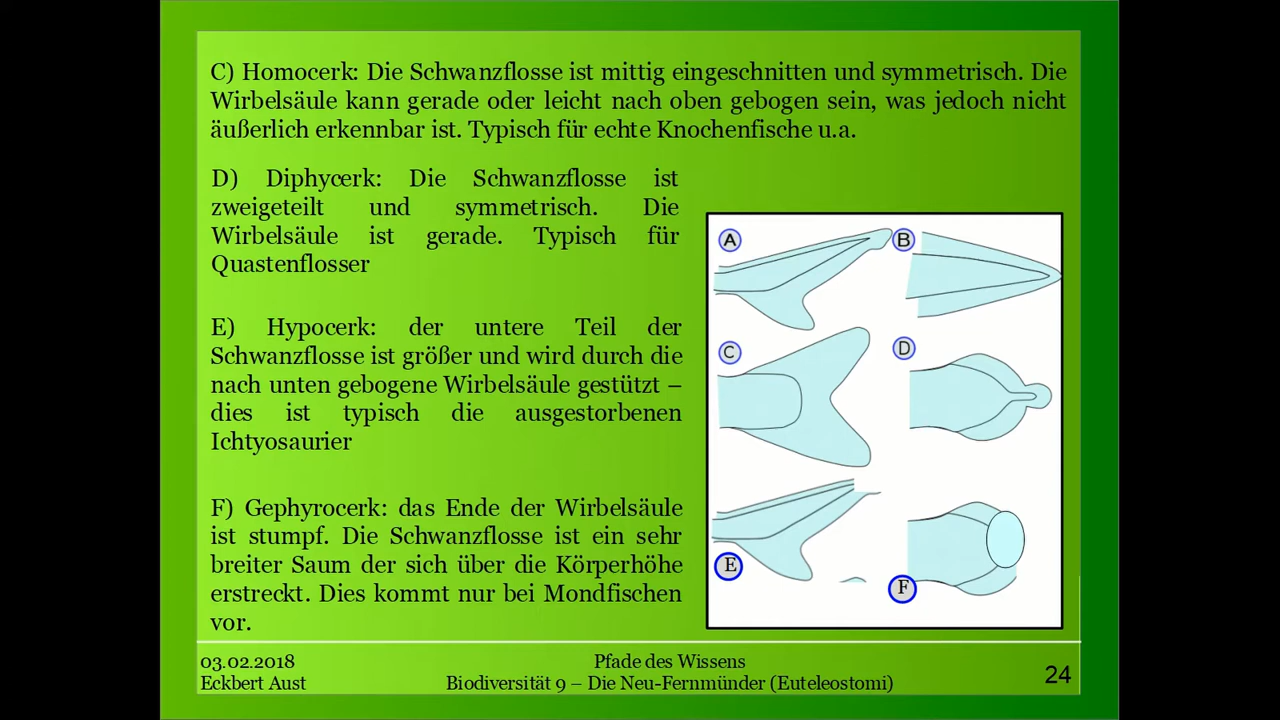 C) Homocerk: Die Schwanzflosse ist mittig eingeschnitten und symmetrisch. Die
Wirbelsäule kann gerade oder leicht nach oben gebogen sein, was jedoch nicht
äußerlich erkennbar ist. Typisch für echte Knochenfische u.a.
D) Diphycerk: Die Schwanzflosse ist
zweigeteilt und symmetrisch. Die
Wirbelsäule ist gerade. Typisch für
Quastenflosser
E) Hypocerk: der untere Teil der
Schwanzflosse ist größer und wird durch die
nach unten gebogene Wirbelsäule gestützt –
dies ist typisch die ausgestorbenen
Ichtyosaurier
F) Gephyrocerk: das Ende der Wirbelsäule
ist stumpf. Die Schwanzflosse ist ein sehr
breiter Saum der sich über die Körperhöhe
erstreckt. Dies kommt nur bei Mondfischen
vor.
A
B
C
D
E
F
03.02.2018
Eckbert Aust
Pfade des Wissens
Biodiversität 9 – Die Neu-Fernmünder (Euteleostomi)
24